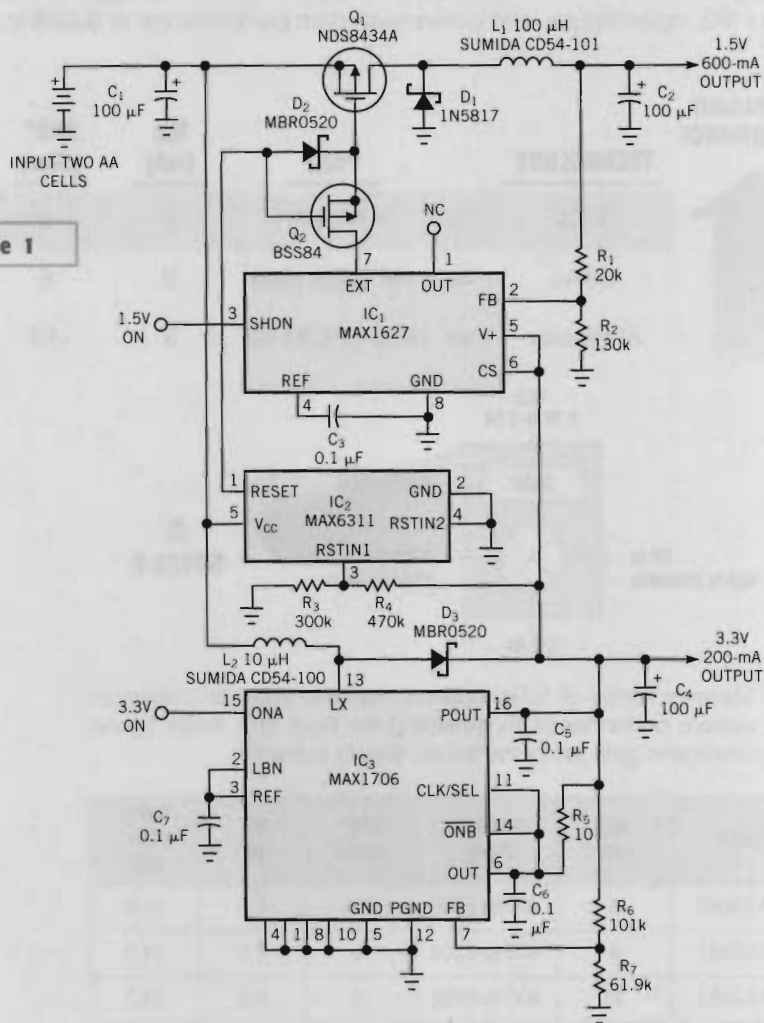 Q₁
NDS8434A
L₁ 100 µH
SUMIDA CD54-101
1.5V
600-mA
OUTPUT
C₁
100 µF
D₂
MBR0520
D₁
1N5817
C₂
100 µF
INPUT TWO AA
CELLS
Q₂
BSS84
NC
e 1
7
1
EXT
OUT
R₁
20k
1.5V
ON
3
SHDN
IC₁
MAX1627
FB
2
V+
5
CS
6
R₂
130k
REF
GND
4
8
C₃
0.1 µF
1
RESET
GND
2
5
V_CC
IC₂
MAX6311
RSTIN2
4
RSTIN1
3
R₃
300k
R₄
470k
D₃
MBR0520
3.3V
200-mA
OUTPUT
L₂ 10 µH
SUMIDA CD54-100
13
C₄
100 µF
3.3V
ON
15
ONA
LX
POUT
16
C₅
0.1 µF
2
LBN
3
REF
IC₃
MAX1706
CLK/SEL
11
C₇
0.1 µF
ONB
14
R₅
10
OUT
6
C₆
0.1
µF
R₆
101k
GND
PGND
FB
4
1
8
10
5
12
7
R₇
61.9k